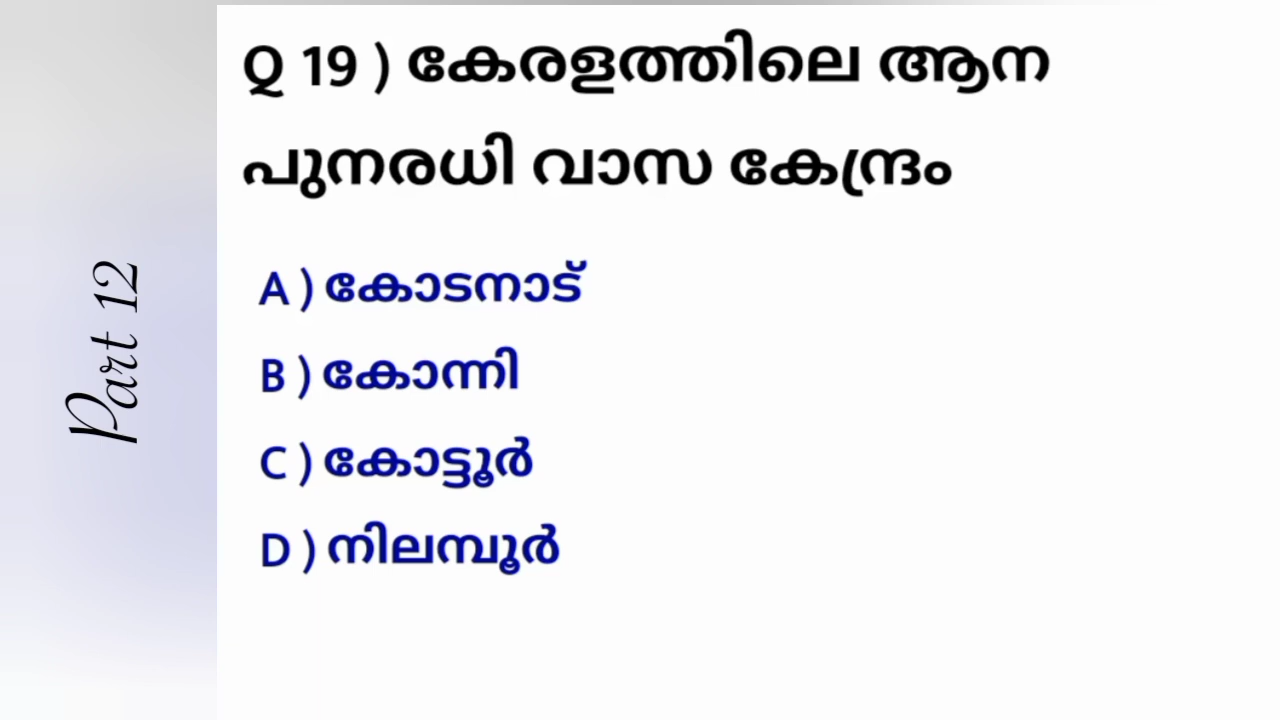 Part 12
Q 19 ) കേരളത്തിലെ ആന
പുനരധി വാസ കേന്ദ്രം
A ) കോടനാട്
B ) കോന്നി
C ) കോട്ടൂർ
D ) നിലമ്പൂർ